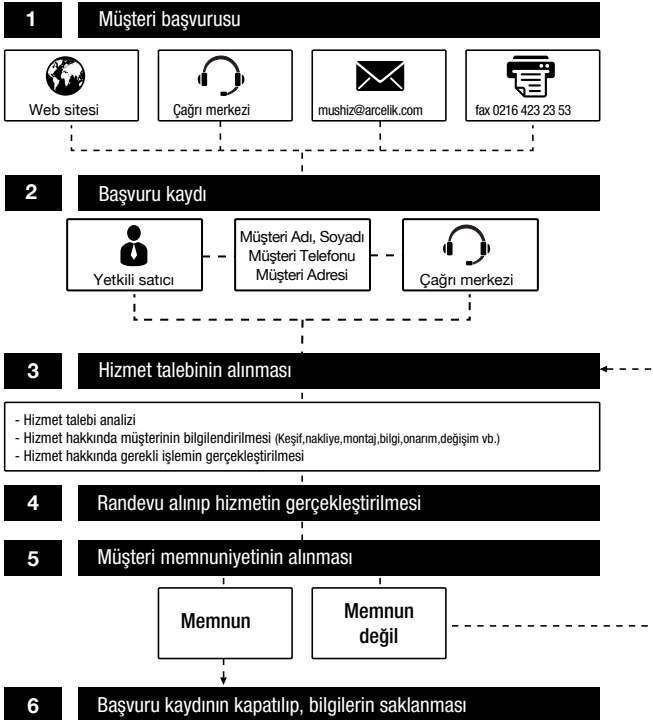 1 Müşteri başvurusu
Web sitesi
Çağrı merkezi
mushiz@arcelik.com
fax 0216 423 23 53
2 Başvuru kaydı
Yetkili satıcı
Müşteri Adı, Soyadı
Müşteri Telefonu
Müşteri Adresi
Çağrı merkezi
3 Hizmet talebinin alınması
- Hizmet talebi analizi
- Hizmet hakkında müşterinin bilgilendirilmesi (Keşif,nakliye,montaj,bilgi,onarım,değişim vb.)
- Hizmet hakkında gerekli işlemin gerçekleştirilmesi
4 Randevu alınıp hizmetin gerçekleştirilmesi
5 Müşteri memnuniyetinin alınması
Memnun
Memnun
değil
6 Başvuru kaydının kapatılıp, bilgilerin saklanması